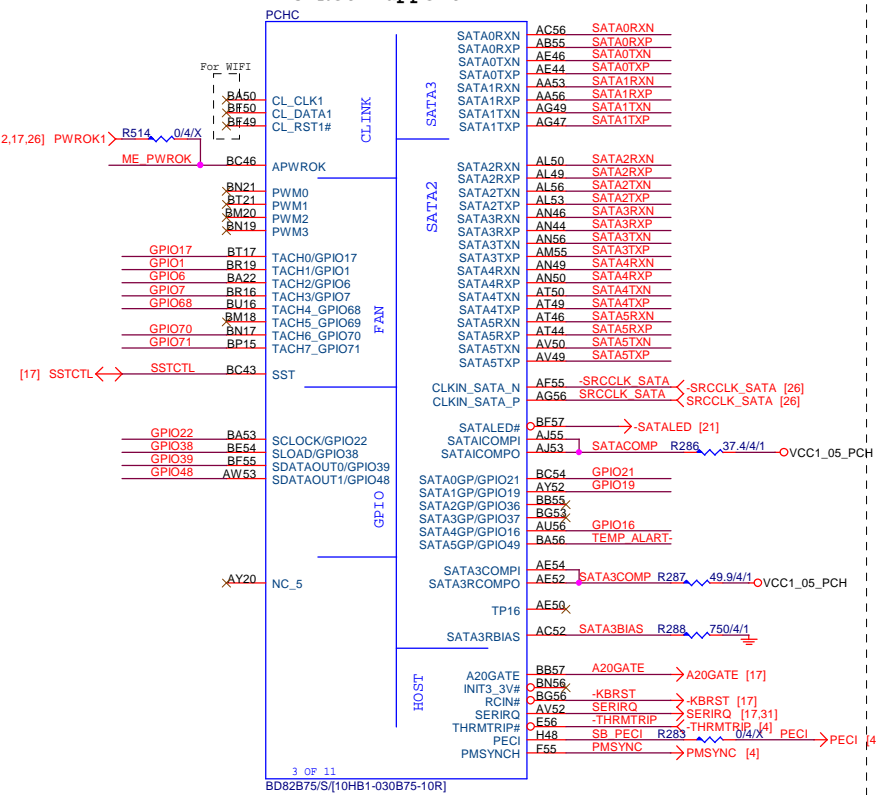 PCHC
For WIFI
BA50 CL_CLK1
BF50 CL_DATA1
BF49 CL_RST1#
2,17,26] PWROK1 R514 0/4/X
ME_PWROK BC46 APWROK
BN21 PWM0
BT21 PWM1
BM20 PWM2
BN19 PWM3
GPIO17 BT17 TACH0/GPIO17
GPIO1 BR19 TACH1/GPIO1
GPIO6 BA22 TACH2/GPIO6
GPIO7 BR16 TACH3/GPIO7
GPIO68 BU16 TACH4_GPIO68
BM18 TACH5_GPIO69
GPIO70 BN17 TACH6_GPIO70
GPIO71 BP15 TACH7_GPIO71
[17] SSTCTL SSTCTL BC43 SST
GPIO22 BA53 SCLOCK/GPIO22
GPIO38 BE54 SLOAD/GPIO38
GPIO39 BF55 SDATAOUT0/GPIO39
GPIO48 AW53 SDATAOUT1/GPIO48
AY20 NC_5
CLINK
FAN
GPIO
SATA3
SATA2
HOST
SATA0RXN AC56 SATA0RXN
SATA0RXP AB55 SATA0RXP
SATA0TXN AE46 SATA0TXN
SATA0TXP AE44 SATA0TXP
SATA1RXN AA53 SATA1RXN
SATA1RXP AA56 SATA1RXP
SATA1TXN AG49 SATA1TXN
SATA1TXP AG47 SATA1TXP
SATA2RXN AL50 SATA2RXN
SATA2RXP AL49 SATA2RXP
SATA2TXN AL56 SATA2TXN
SATA2TXP AL53 SATA2TXP
SATA3RXN AN46 SATA3RXN
SATA3RXP AN44 SATA3RXP
SATA3TXN AN56 SATA3TXN
SATA3TXP AM55 SATA3TXP
SATA4RXN AN49 SATA4RXN
SATA4RXP AN50 SATA4RXP
SATA4TXN AT50 SATA4TXN
SATA4TXP AT49 SATA4TXP
SATA5RXN AT46 SATA5RXN
SATA5RXP AT44 SATA5RXP
SATA5TXN AV50 SATA5TXN
SATA5TXP AV49 SATA5TXP
CLKIN_SATA_N AF55 -SRCCLK_SATA -SRCCLK_SATA [26]
CLKIN_SATA_P AG56 SRCCLK_SATA SRCCLK_SATA [26]
SATALED# BF57 -SATALED [21]
SATAICOMPI AJ55
SATAICOMPO AJ53 SATACOMP R286 37.4/4/1 VCC1_05_PCH
SATA0GP/GPIO21 BC54 GPIO21
SATA1GP/GPIO19 AY52 GPIO19
SATA2GP/GPIO36 BB55
SATA3GP/GPIO37 BG53
SATA4GP/GPIO16 AU56 GPIO16
SATA5GP/GPIO49 BA56 TEMP_ALART-
SATA3COMPI AE54
SATA3RCOMPO AE52 SATA3COMP R287 49.9/4/1 VCC1_05_PCH
TP16 AE50
SATA3RBIAS AC52 SATA3BIAS R288 750/4/1
A20GATE BB57 A20GATE A20GATE [17]
INIT3_3V# BN56
RCIN# BG56 -KBRST -KBRST [17]
SERIRQ AV52 SERIRQ SERIRQ [17,31]
THRMTRIP# E56 -THRMTRIP -THRMTRIP [4]
PECI H48 SB_PECI R283 0/4/X PECI PECI [4
PMSYNCH F55 PMSYNC PMSYNC [4]
3 OF 11
BD82B75/S/[10HB1-030B75-10R]